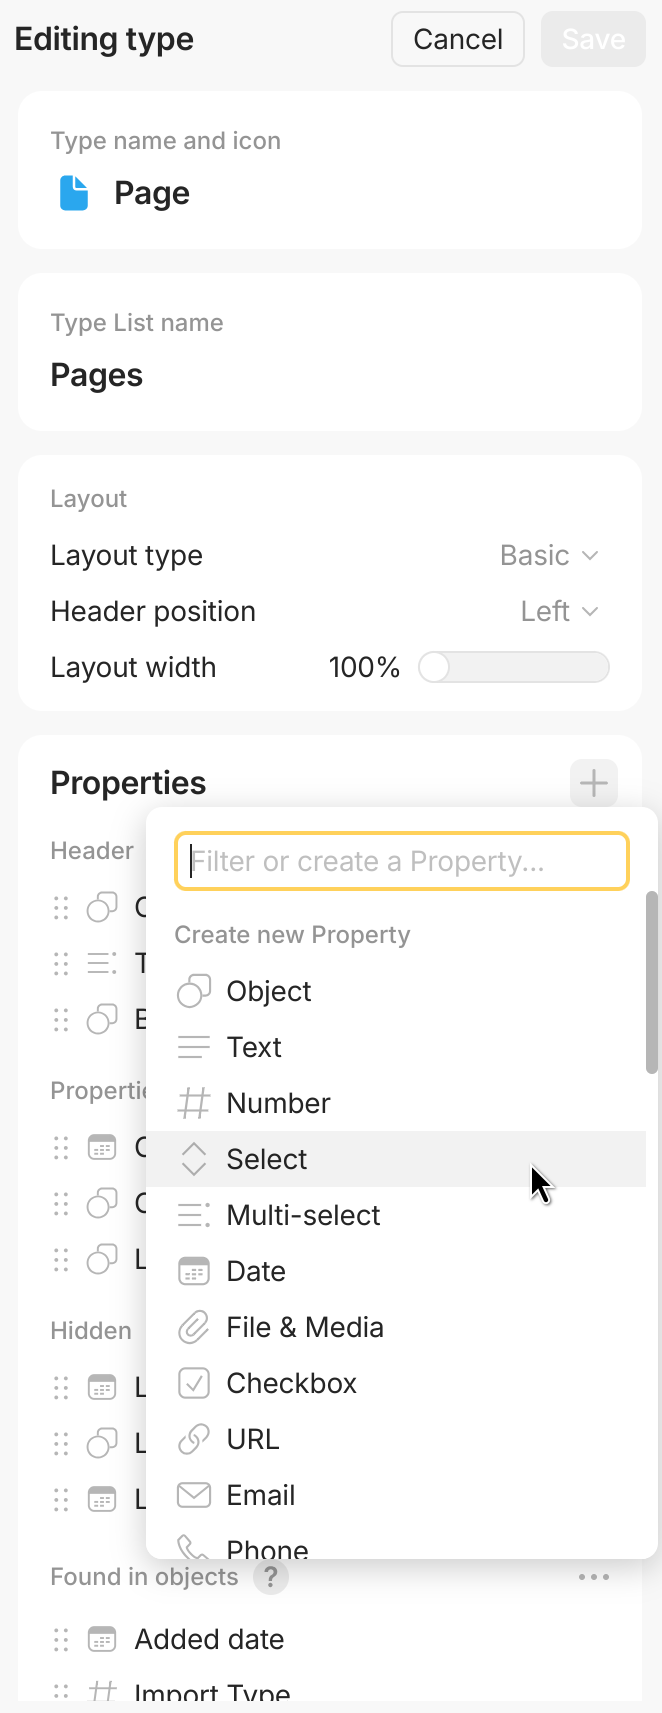 Editing type
Cancel
Save
Type name and icon
Page
Type List name
Pages
Layout
Layout type
Basic
Header position
Left
Layout width
100%
Properties
Header
Filter or create a Property...
Create new Property
Object
Text
Number
Select
Multi-select
Date
File & Media
Checkbox
URL
Email
Phone
Hidden
Found in objects
?
Added date
Import Type